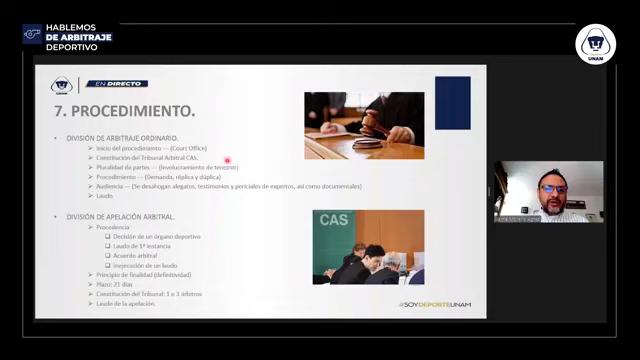 HABLEMOS
DE ARBITRAJE
DEPORTIVO
UNAM
UNAM
EN DIRECTO
7. PROCEDIMIENTO.
• DIVISIÓN DE ARBITRAJE ORDINARIO.
➤ Inicio del procedimiento --- (Court Office)
➤ Constitución del Tribunal Arbitral CAS.
➤ Pluralidad de partes --- (Involucramiento de terceros)
➤ Procedimiento --- (Demanda, réplica y dúplica)
➤ Audiencia --- (Se desahogan alegatos, testimonios y periciales de expertos, así como documentales)
➤ Laudo
• DIVISIÓN DE APELACIÓN ARBITRAL.
➤ Procedencia
❑ Decisión de un órgano deportivo
❑ Laudo de 1ª instancia
❑ Acuerdo arbitral
❑ Inejecución de un laudo
➤ Principio de finalidad (definitividad)
➤ Plazo: 21 días
➤ Constitución del Tribunal: 1 o 3 árbitros
➤ Laudo de la apelación.
CAS
#SOYDEPORTEUNAM